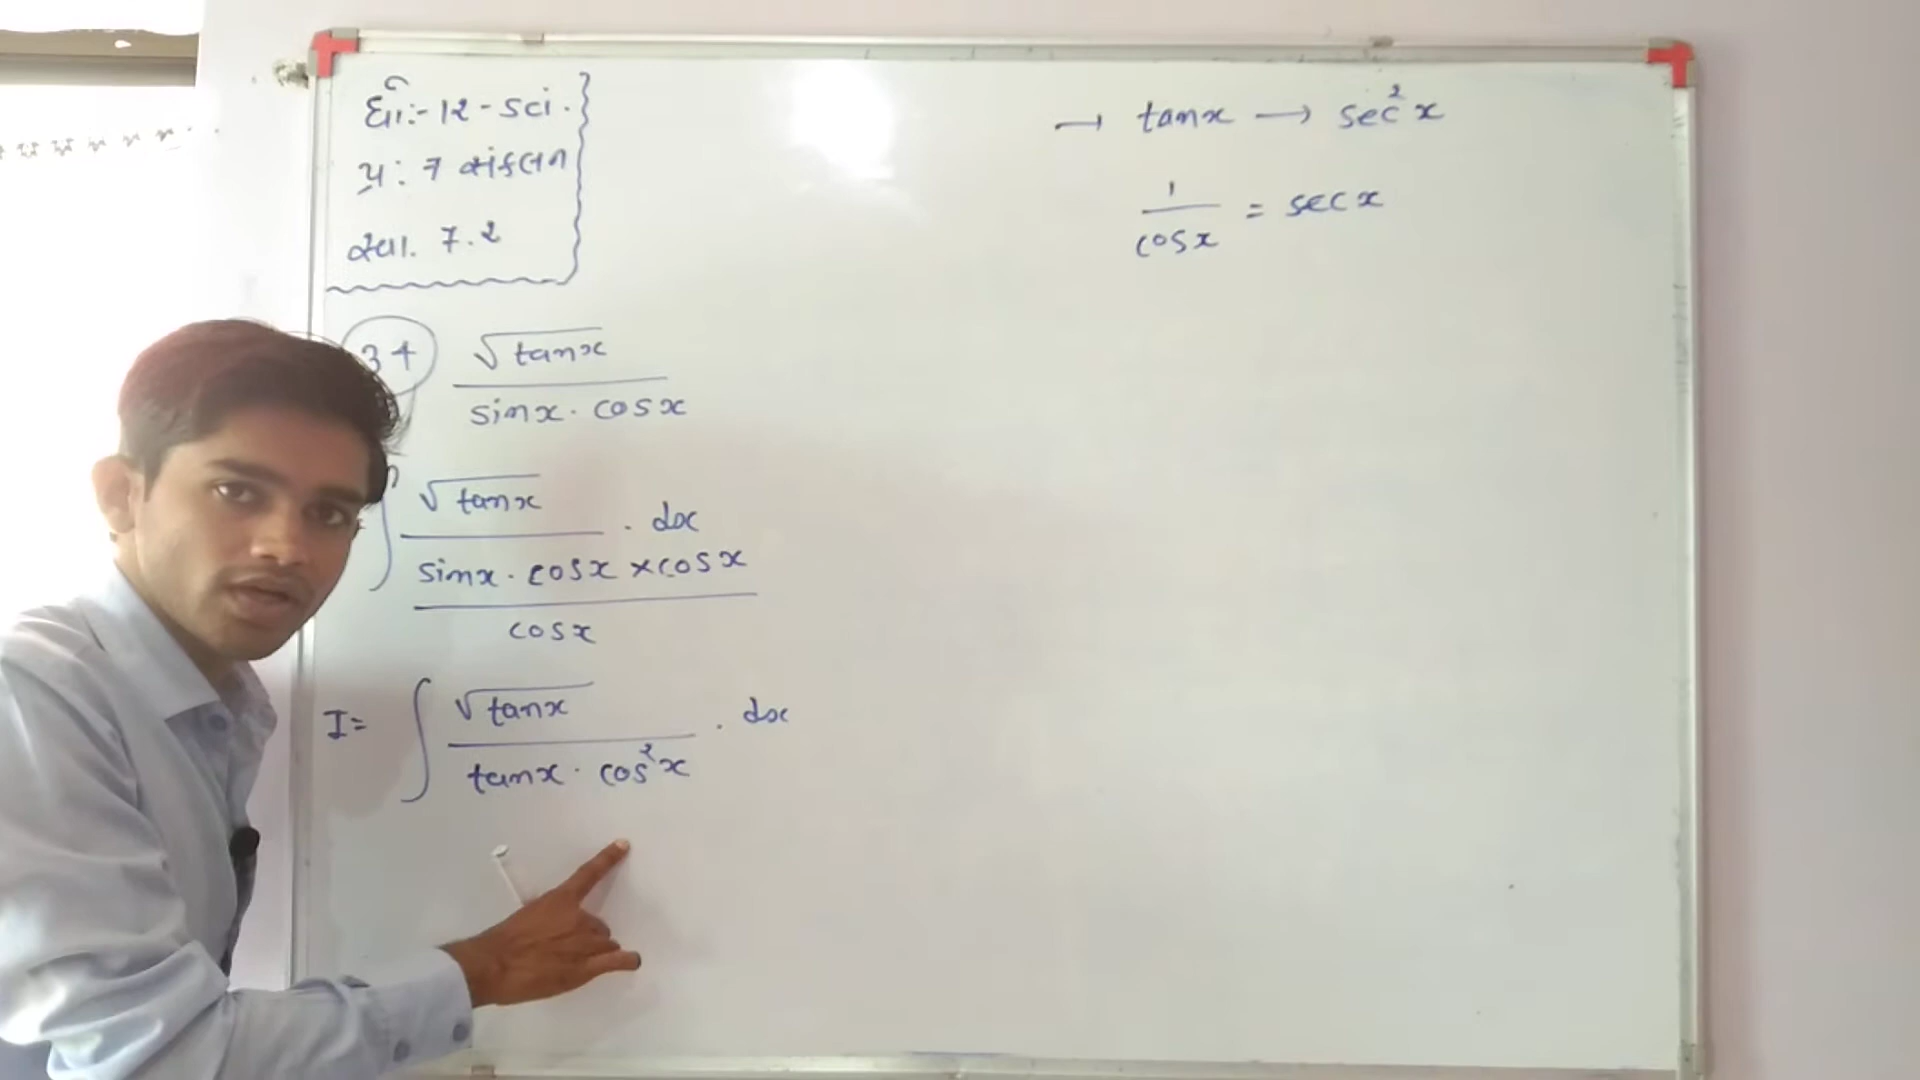 ધો:- 12 - sci.
પ્ર: 7 સંકલન
સ્વા. 7.2
34 √tanx / sinx · cosx
∫ √tanx / (sinx · cosx × cosx / cosx) · dx
I = ∫ √tanx / tanx · cos²x · dx
→ tanx → sec²x
1 / cosx = secx